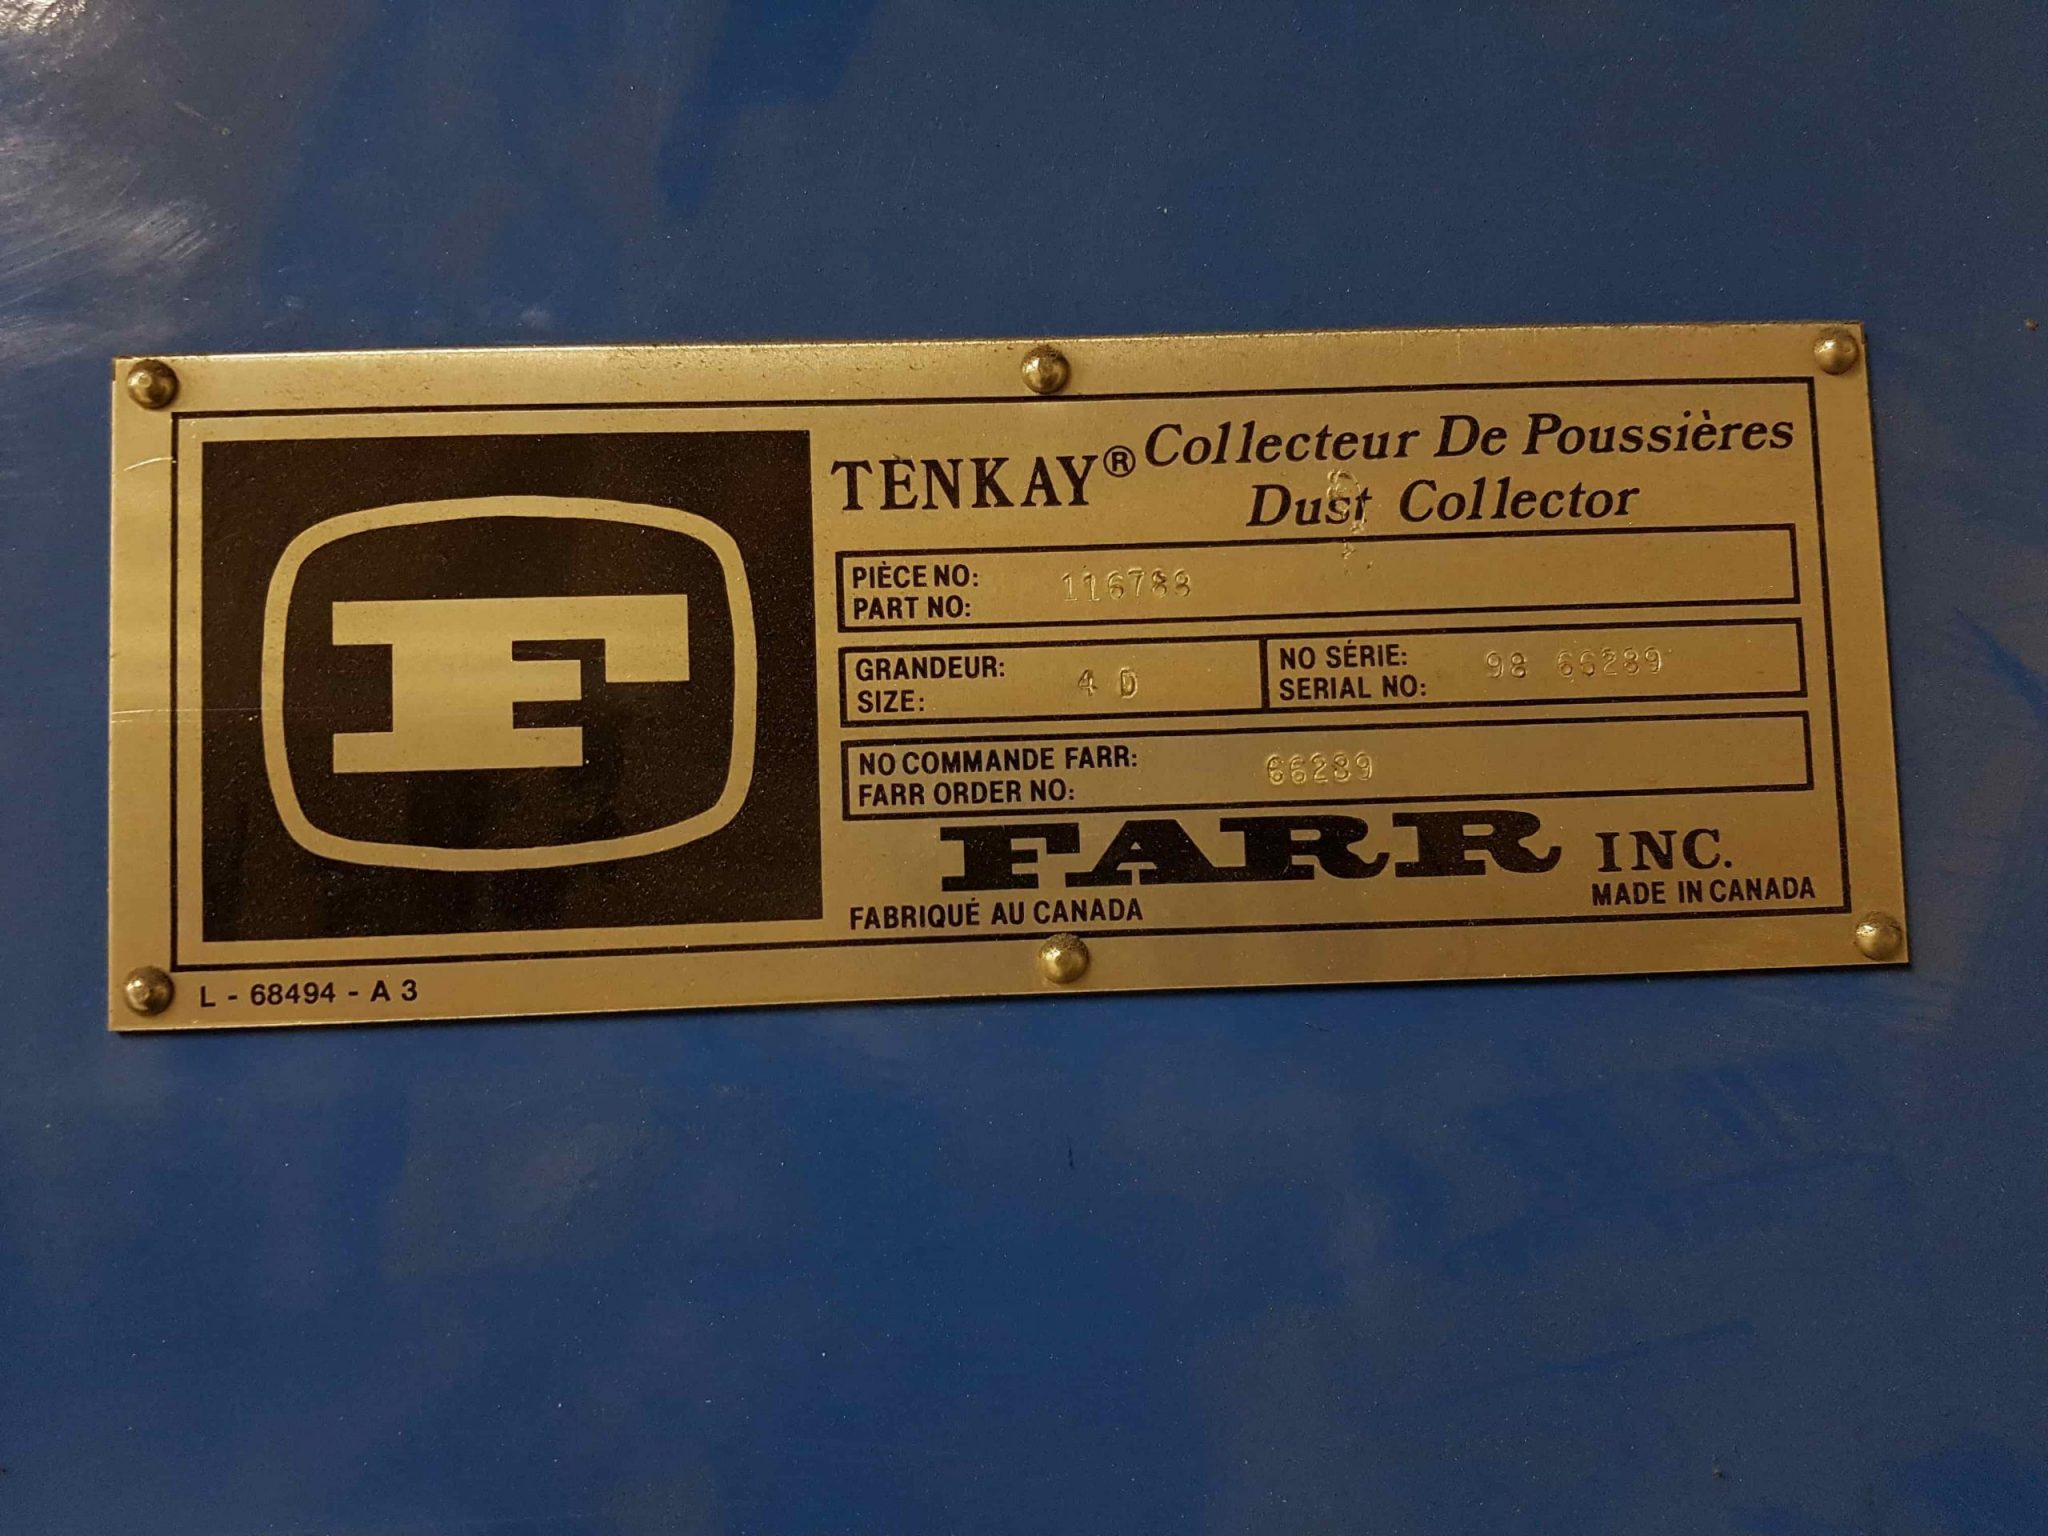 F
TENKAY® Collecteur De Poussières
Dust Collector
PIÈCE NO:
PART NO: 116788
GRANDEUR:
SIZE: 4 D
NO SÉRIE:
SERIAL NO: 98 66289
NO COMMANDE FARR:
FARR ORDER NO: 66289
FARR INC.
FABRIQUÉ AU CANADA
MADE IN CANADA
L - 68494 - A 3